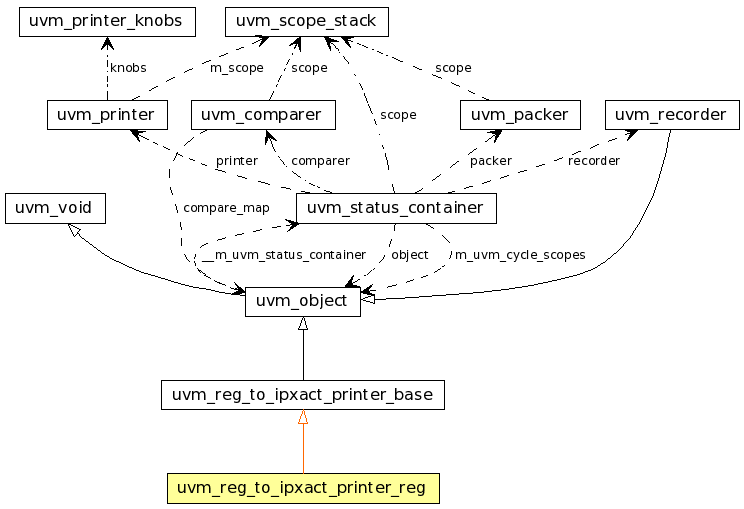 uvm_printer_knobs
uvm_scope_stack
knobs
m_scope
scope
scope
uvm_printer
uvm_comparer
uvm_packer
uvm_recorder
scope
printer
comparer
packer
recorder
uvm_void
compare_map
uvm_status_container
__m_uvm_status_container
object
m_uvm_cycle_scopes
uvm_object
uvm_reg_to_ipxact_printer_base
uvm_reg_to_ipxact_printer_reg